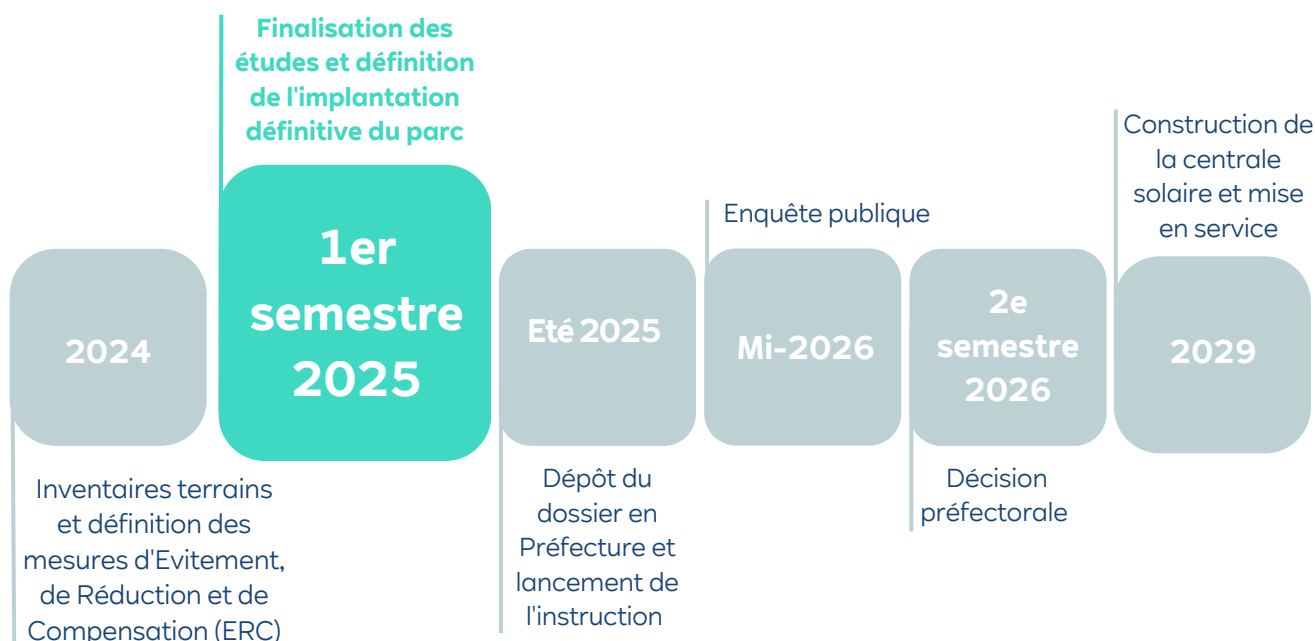 2024
Inventaires terrains
et définition des
mesures d'Evitement,
de Réduction et de
Compensation (ERC)
Finalisation des
études et définition
de l'implantation
définitive du parc
1er
semestre
2025
Eté 2025
Dépôt du
dossier en
Préfecture et
lancement de
l'instruction
Enquête publique
Mi-2026
2e
semestre
2026
Décision
préfectorale
Construction de
la centrale
solaire et mise
en service
2029